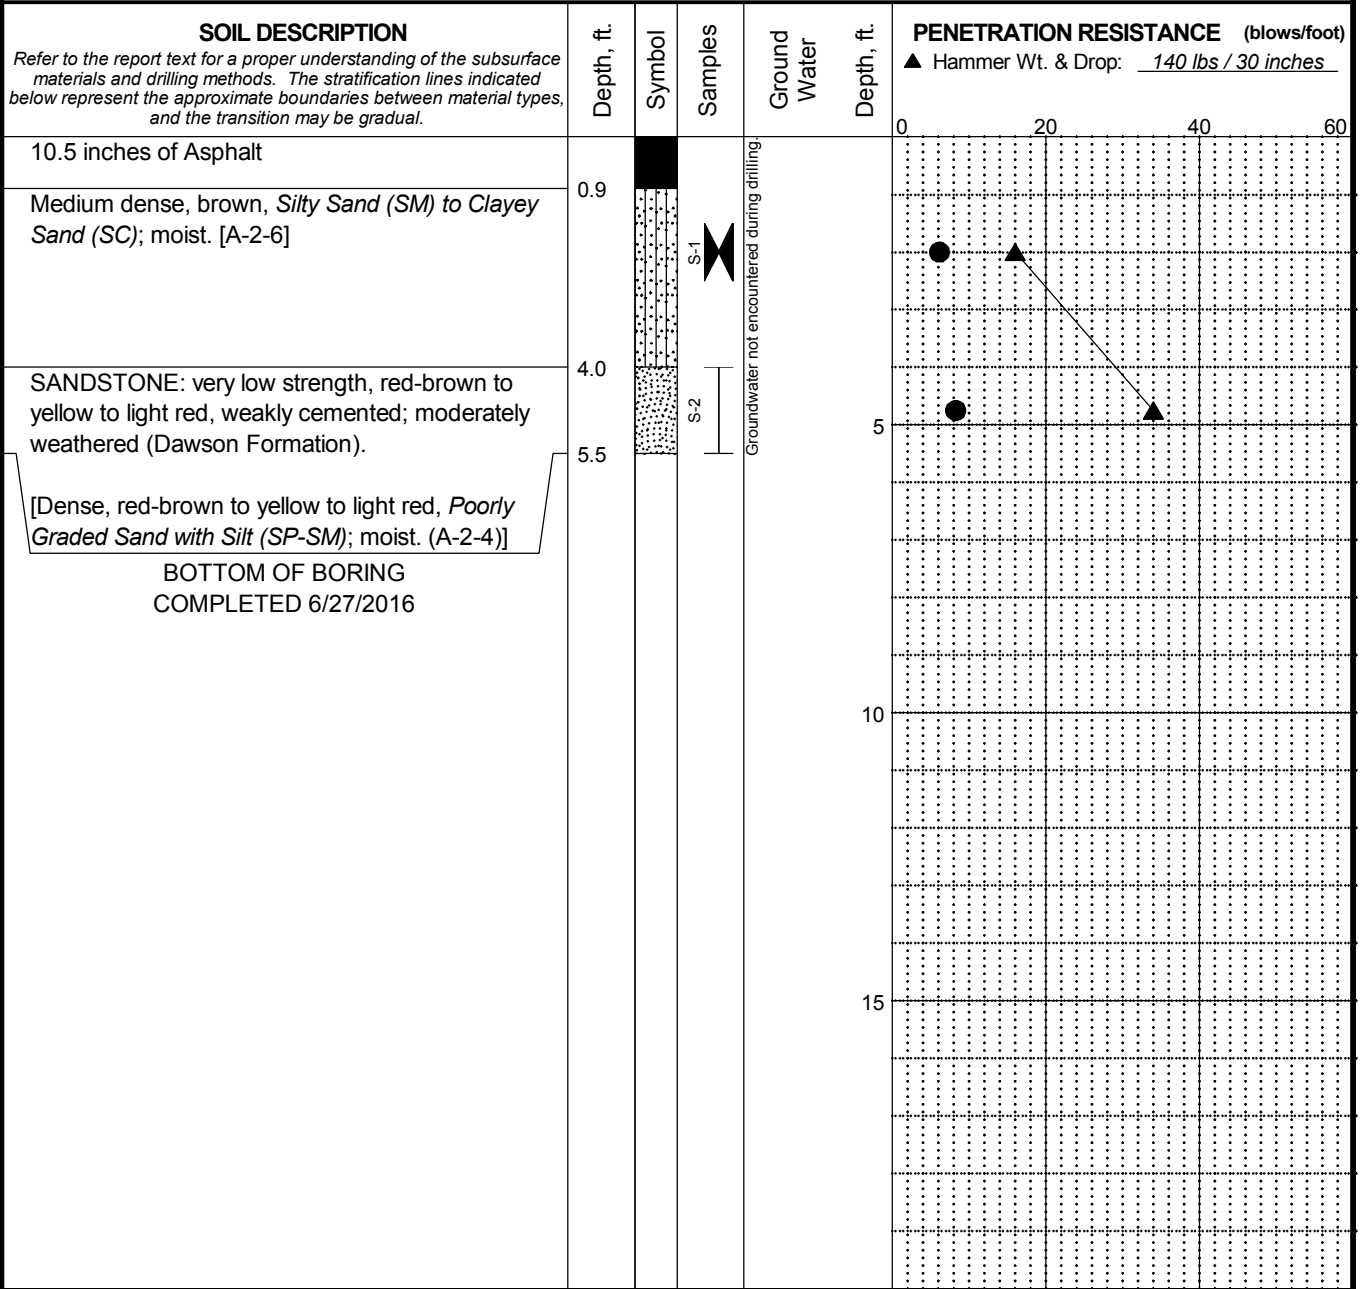 SOIL DESCRIPTION
Refer to the report text for a proper understanding of the subsurface
materials and drilling methods. The stratification lines indicated
below represent the approximate boundaries between material types,
and the transition may be gradual.
Depth, ft.
Symbol
Samples
Ground
Water
Depth, ft.
PENETRATION RESISTANCE (blows/foot)
▲ Hammer Wt. & Drop: 140 lbs / 30 inches
0 20 40 60
10.5 inches of Asphalt
0.9
Medium dense, brown, Silty Sand (SM) to Clayey
Sand (SC); moist. [A-2-6]
S-1
Groundwater not encountered during drilling.
4.0
SANDSTONE: very low strength, red-brown to
yellow to light red, weakly cemented; moderately
weathered (Dawson Formation).
S-2
5
5.5
[Dense, red-brown to yellow to light red, Poorly
Graded Sand with Silt (SP-SM); moist. (A-2-4)]
BOTTOM OF BORING
COMPLETED 6/27/2016
10
15